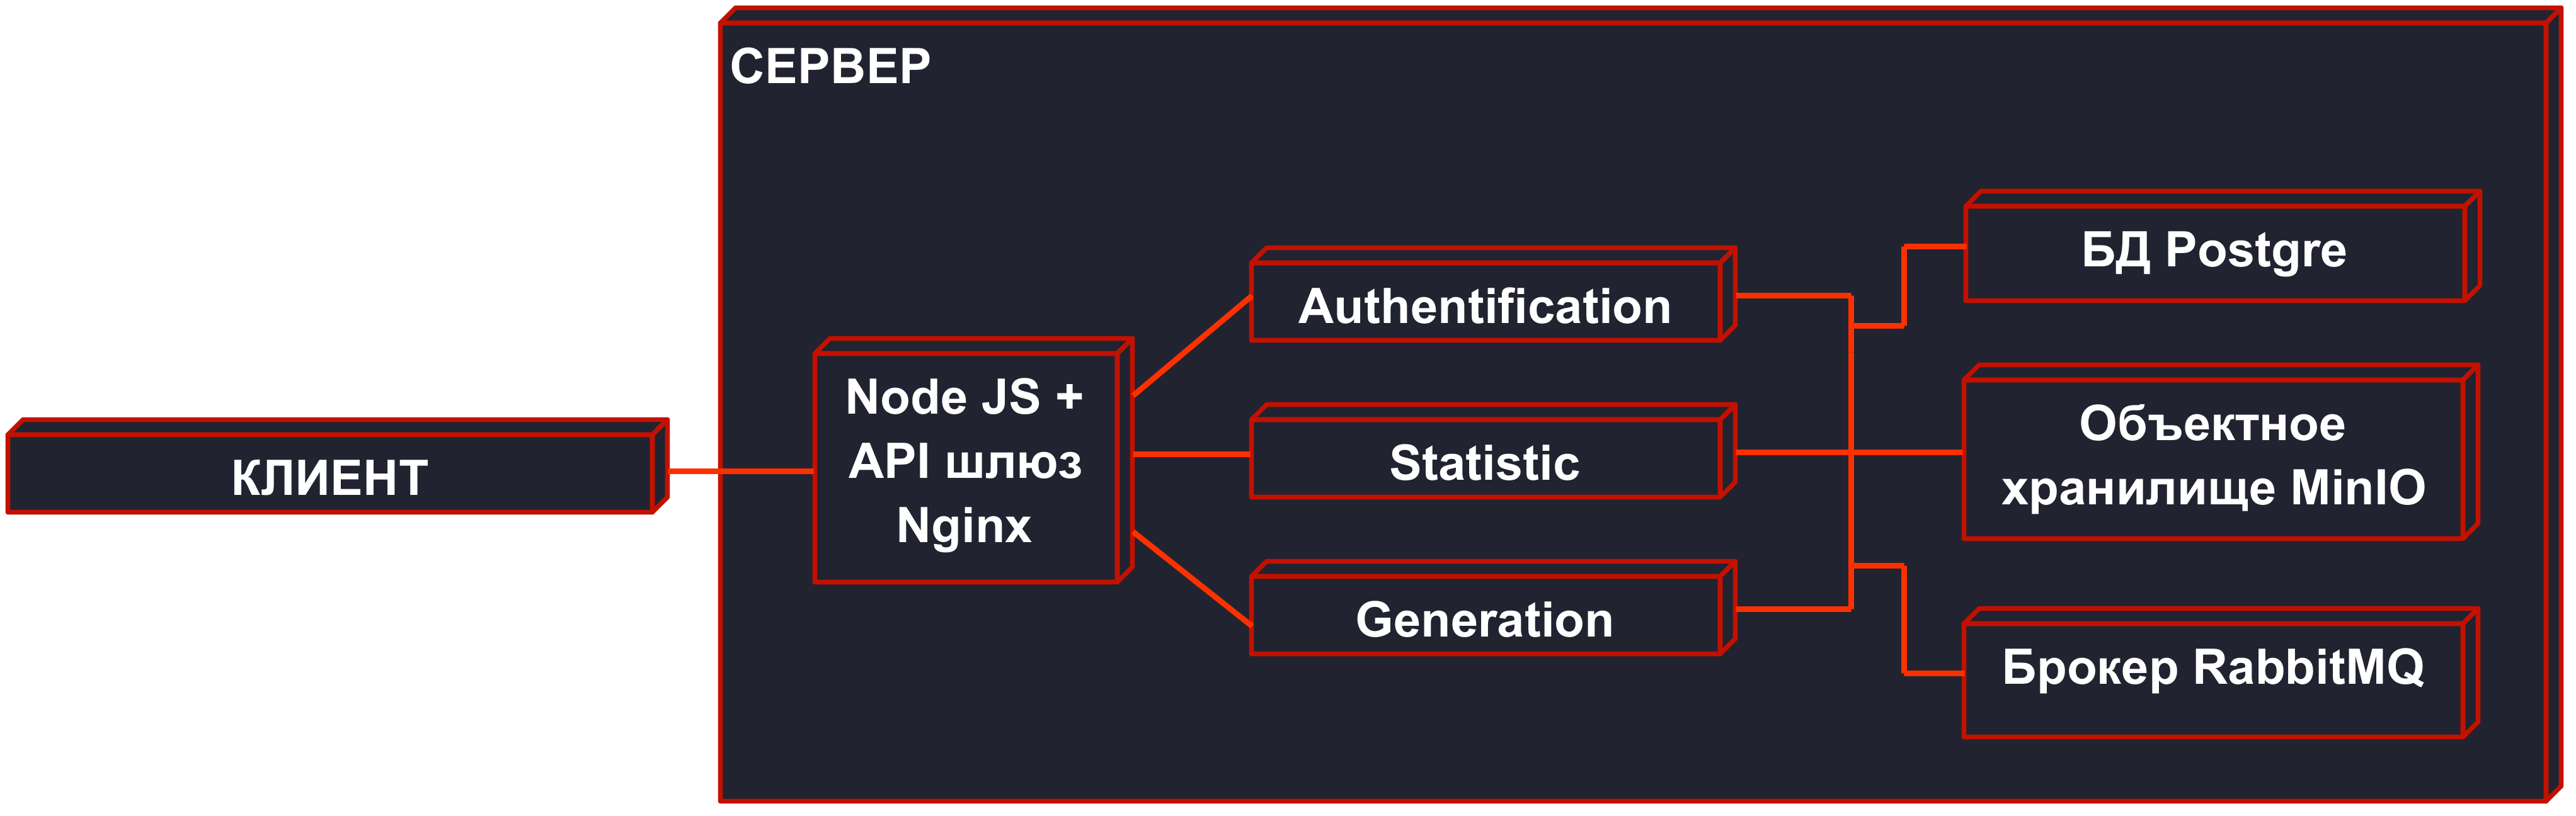 СЕРВЕР
КЛИЕНТ
Node JS +
API шлюз
Nginx
Authentification
Statistic
Generation
БД Postgre
Объектное
хранилище MinIO
Брокер RabbitMQ